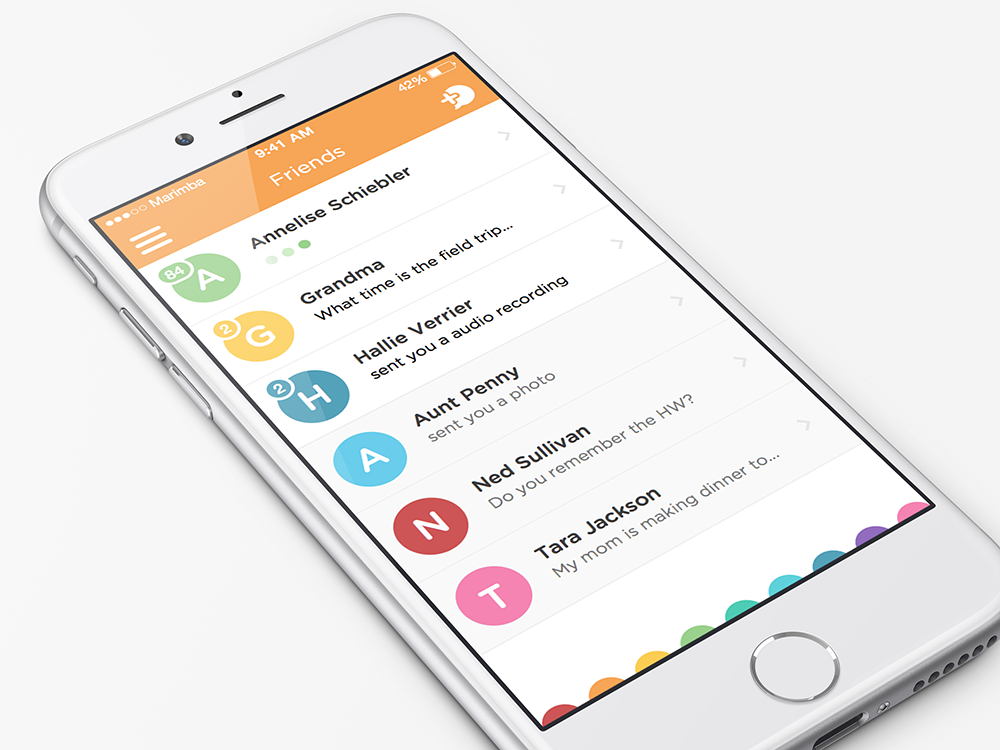 ●●●○○ Marimba 9:41 AM 42%
Friends
84
A
Annelise Schiebler
2
G
Grandma
What time is the field trip...
2
H
Hallie Verrier
sent you a audio recording
A
Aunt Penny
sent you a photo
N
Ned Sullivan
Do you remember the HW?
T
Tara Jackson
My mom is making dinner to...